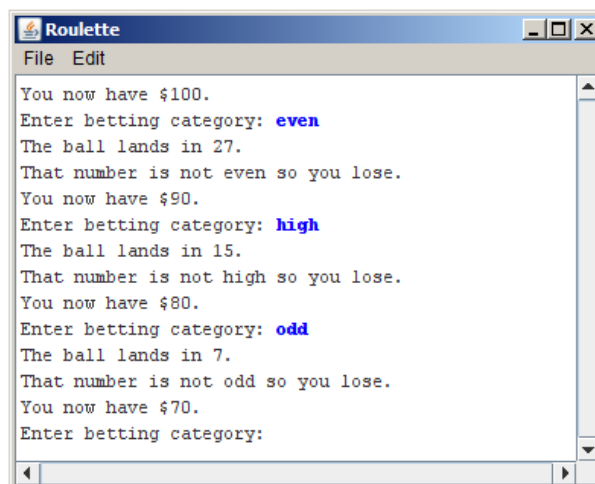 Roulette
File Edit
You now have $100.
Enter betting category: even
The ball lands in 27.
That number is not even so you lose.
You now have $90.
Enter betting category: high
The ball lands in 15.
That number is not high so you lose.
You now have $80.
Enter betting category: odd
The ball lands in 7.
That number is not odd so you lose.
You now have $70.
Enter betting category: